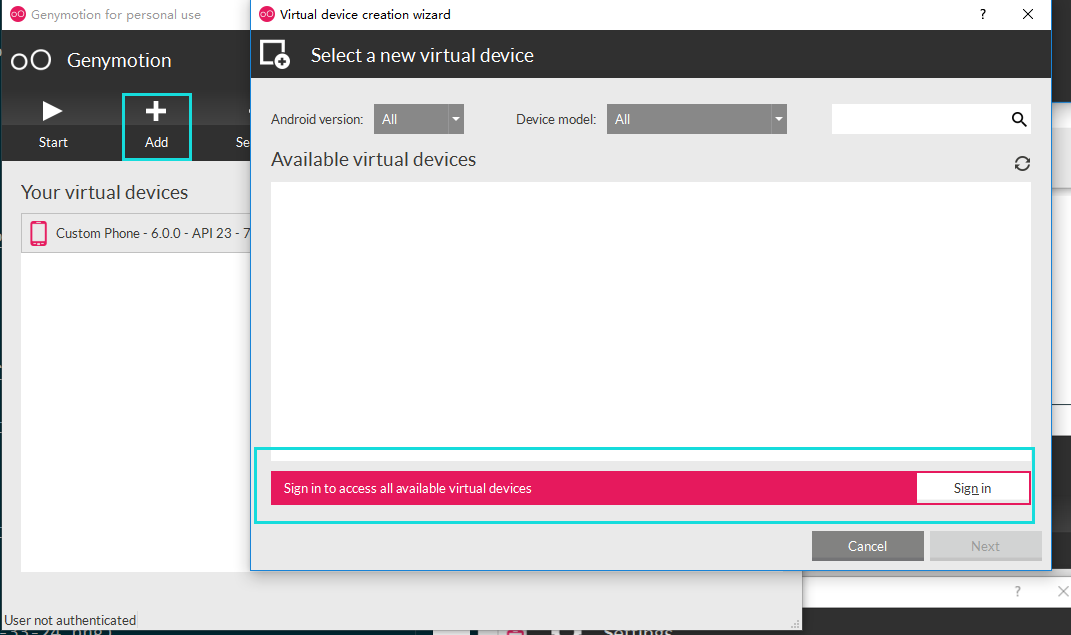 Genymotion for personal use
Virtual device creation wizard
?
Genymotion
Select a new virtual device
Start
Add
Se
Android version:
All
Device model:
All
Available virtual devices
Your virtual devices
Custom Phone - 6.0.0 - API 23 - 7
Sign in to access all available virtual devices
Sign in
Cancel
Next
?
User not authenticated
Settings